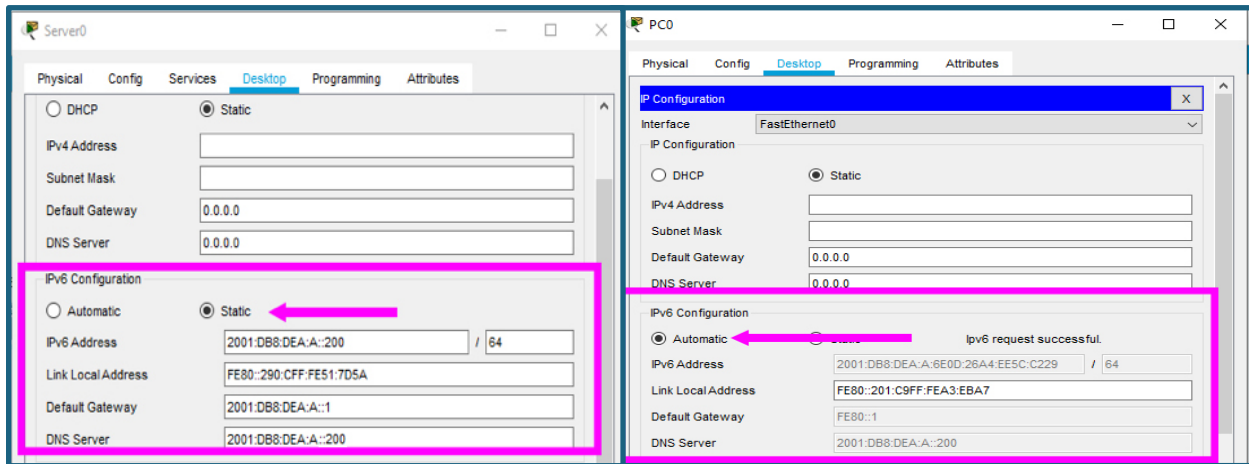 Server0
Physical Config Services Desktop Programming Attributes
DHCP Static
IPv4 Address
Subnet Mask
Default Gateway 0.0.0.0
DNS Server 0.0.0.0
IPv6 Configuration
Automatic Static
IPv6 Address 2001:DB8:DEA:A::200 / 64
Link Local Address FE80::290:CFF:FE51:7D5A
Default Gateway 2001:DB8:DEA:A::1
DNS Server 2001:DB8:DEA:A::200
PC0
Physical Config Desktop Programming Attributes
IP Configuration X
Interface FastEthernet0
IP Configuration
DHCP Static
IPv4 Address
Subnet Mask
Default Gateway 0.0.0.0
DNS Server 0.0.0.0
IPv6 Configuration
Automatic Static Ipv6 request successful.
IPv6 Address 2001:DB8:DEA:A:6E0D:26A4:EE5C:C229 / 64
Link Local Address FE80::201:C9FF:FEA3:EBA7
Default Gateway FE80::1
DNS Server 2001:DB8:DEA:A::200